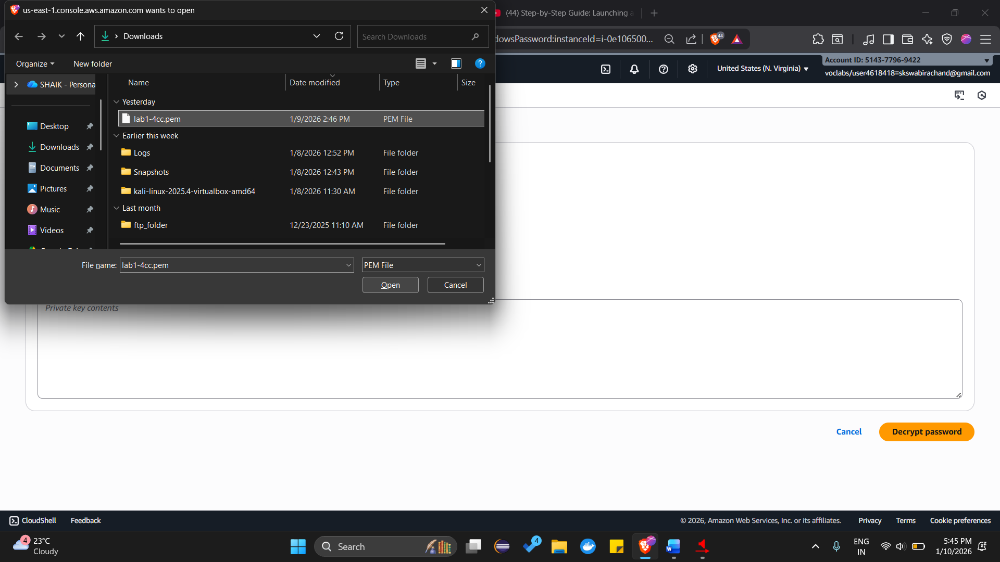 us-east-1.console.aws.amazon.com wants to open
(44) Step-by-Step Guide: Launching a
Downloads
Search Downloads
dowsPassword:instanceId=i-0e106500...
44
Organize
New folder
Account ID: 5143-7796-9422
United States (N. Virginia)
voclabs/user4618418=skswabirachand@gmail.com
SHAIK - Persona
Name
Date modified
Type
Size
Yesterday
lab1-4cc.pem
1/9/2026 2:46 PM
PEM File
Desktop
Earlier this week
Downloads
Logs
1/8/2026 12:52 PM
File folder
Documents
Snapshots
1/8/2026 12:43 PM
File folder
Pictures
kali-linux-2025.4-virtualbox-amd64
1/8/2026 11:30 AM
File folder
Music
Last month
Videos
ftp_folder
12/23/2025 11:10 AM
File folder
File name:
lab1-4cc.pem
PEM File
Open
Cancel
Private key contents
Cancel
Decrypt password
CloudShell
Feedback
© 2026, Amazon Web Services, Inc. or its affiliates.
Privacy
Terms
Cookie preferences
4
23°C
Cloudy
Search
4
ENG
IN
5:45 PM
1/10/2026